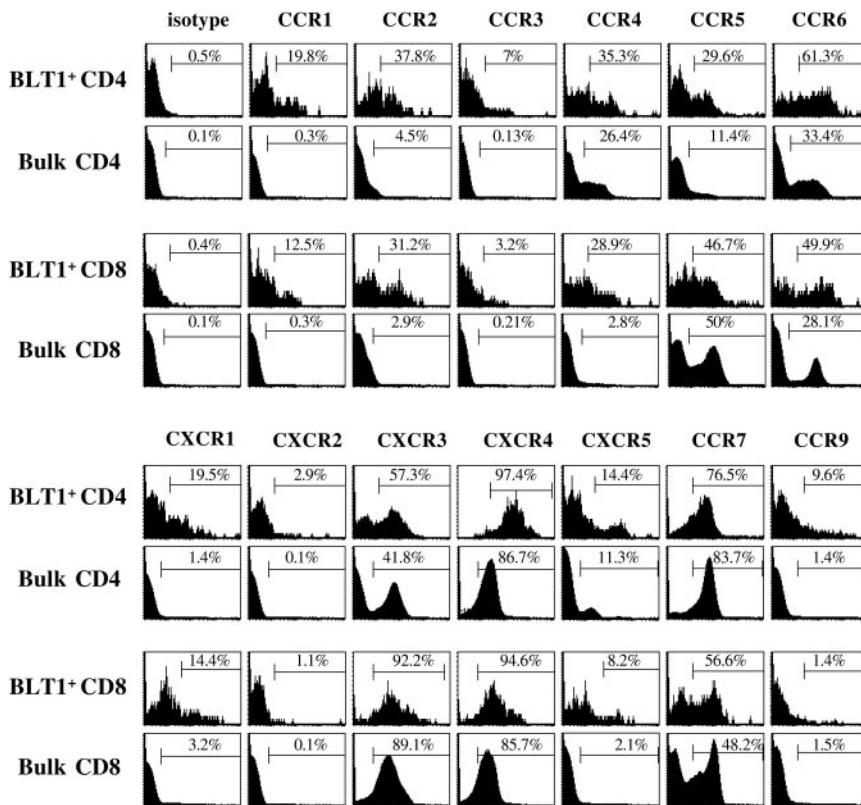 isotype CCR1 CCR2 CCR3 CCR4 CCR5 CCR6
BLT1+ CD4 0.5% 19.8% 37.8% 7% 35.3% 29.6% 61.3%
Bulk CD4 0.1% 0.3% 4.5% 0.13% 26.4% 11.4% 33.4%
BLT1+ CD8 0.4% 12.5% 31.2% 3.2% 28.9% 46.7% 49.9%
Bulk CD8 0.1% 0.3% 2.9% 0.21% 2.8% 50% 28.1%
CXCR1 CXCR2 CXCR3 CXCR4 CXCR5 CCR7 CCR9
BLT1+ CD4 19.5% 2.9% 57.3% 97.4% 14.4% 76.5% 9.6%
Bulk CD4 1.4% 0.1% 41.8% 86.7% 11.3% 83.7% 1.4%
BLT1+ CD8 14.4% 1.1% 92.2% 94.6% 8.2% 56.6% 1.4%
Bulk CD8 3.2% 0.1% 89.1% 85.7% 2.1% 48.2% 1.5%